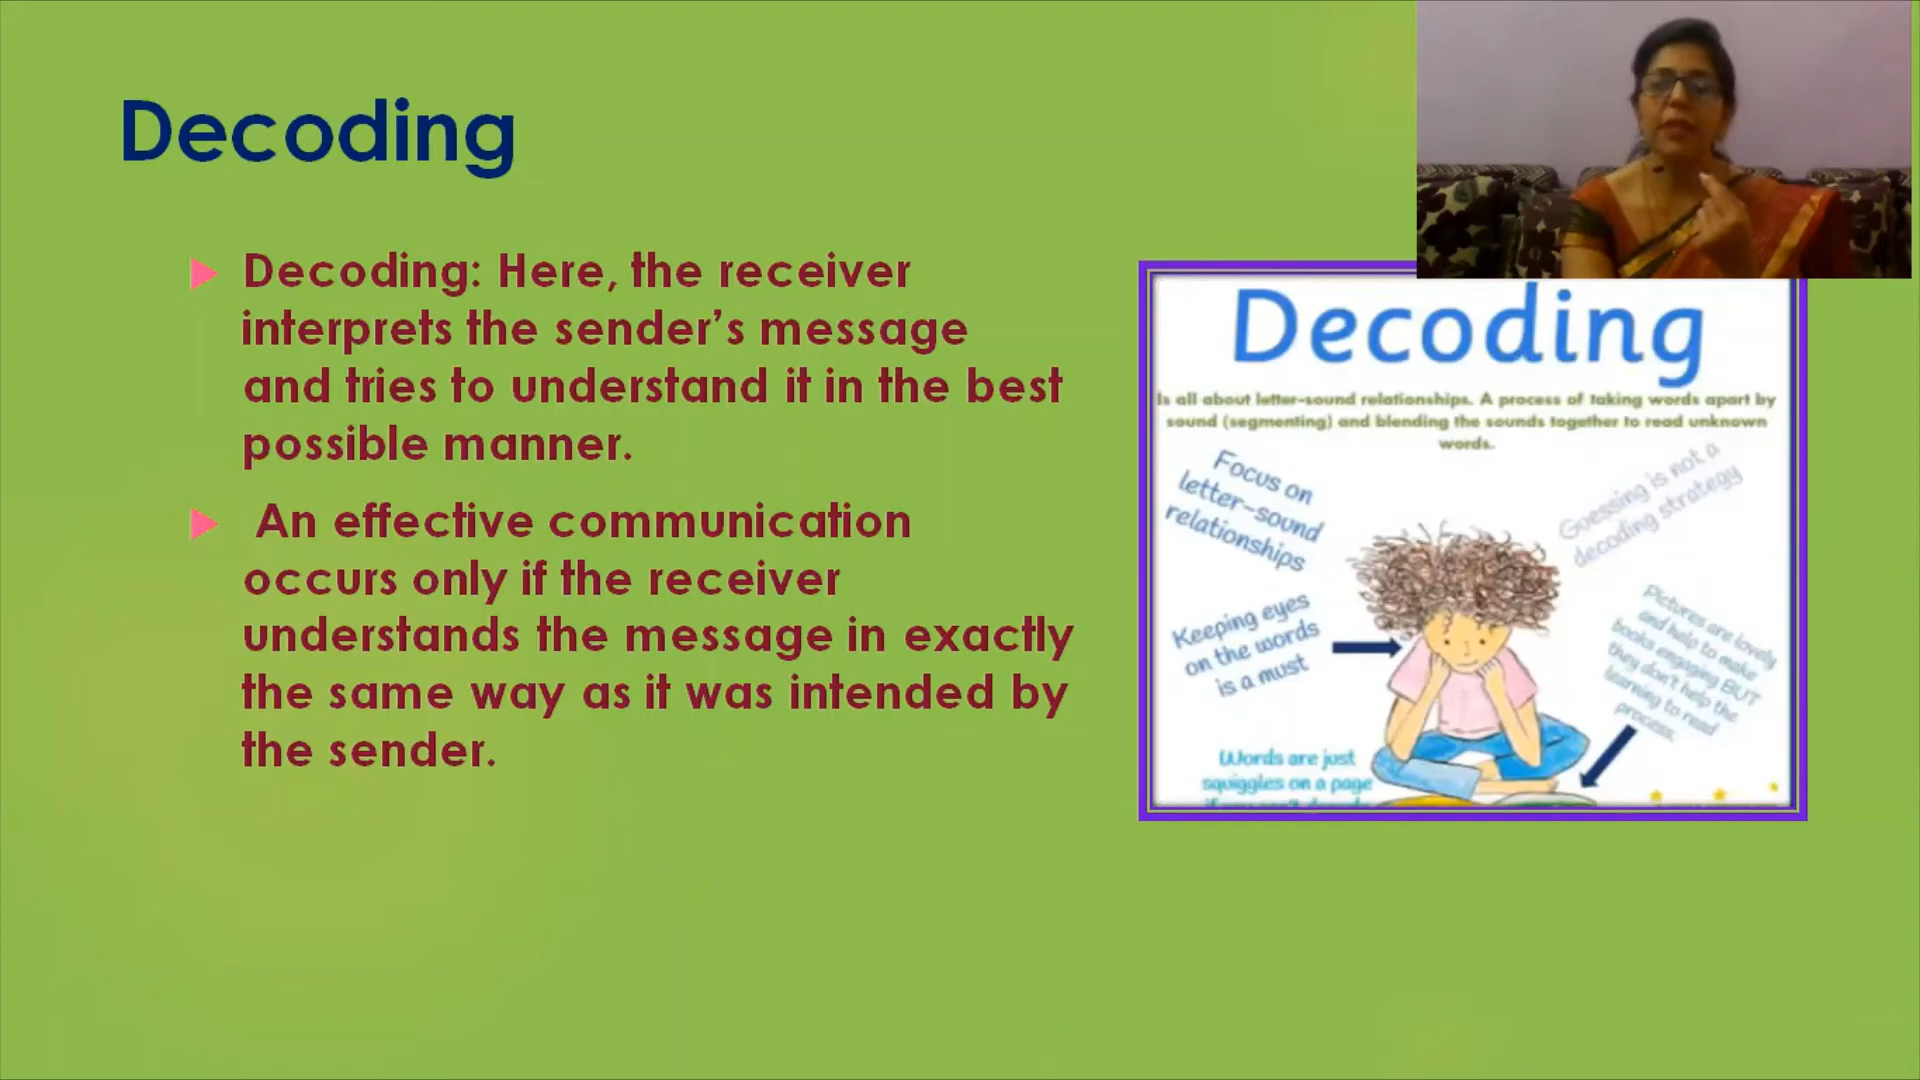 Decoding
Decoding: Here, the receiver
interprets the sender's message
and tries to understand it in the best
possible manner.
An effective communication
occurs only if the receiver
understands the message in exactly
the same way as it was intended by
the sender.
Decoding
Is all about letter-sound relationships. A process of taking words apart by
sound (segmenting) and blending the sounds together to read unknown
words.
Focus on
letter-sound
relationships
Guessing is not a
decoding strategy
Keeping eyes
on the words
is a must
Pictures are lovely
and help to make
books engaging BUT
they don't help the
learning to read
process.
Words are just
squiggles on a page